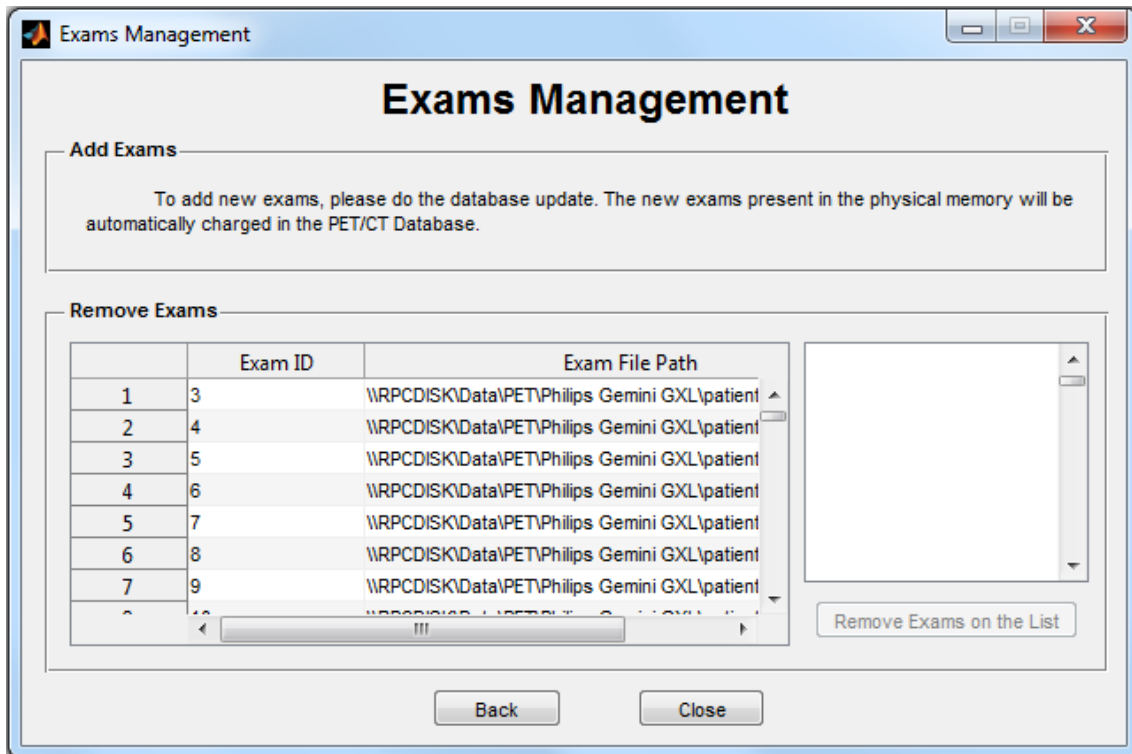 Exams Management
Exams Management
Add Exams
To add new exams, please do the database update. The new exams present in the physical memory will be
automatically charged in the PET/CT Database.
Remove Exams
Exam ID Exam File Path
1 3 \\RPCDISK\Data\PET\Philips Gemini GXL\patient
2 4 \\RPCDISK\Data\PET\Philips Gemini GXL\patient
3 5 \\RPCDISK\Data\PET\Philips Gemini GXL\patient
4 6 \\RPCDISK\Data\PET\Philips Gemini GXL\patient
5 7 \\RPCDISK\Data\PET\Philips Gemini GXL\patient
6 8 \\RPCDISK\Data\PET\Philips Gemini GXL\patient
7 9 \\RPCDISK\Data\PET\Philips Gemini GXL\patient
Remove Exams on the List
Back Close